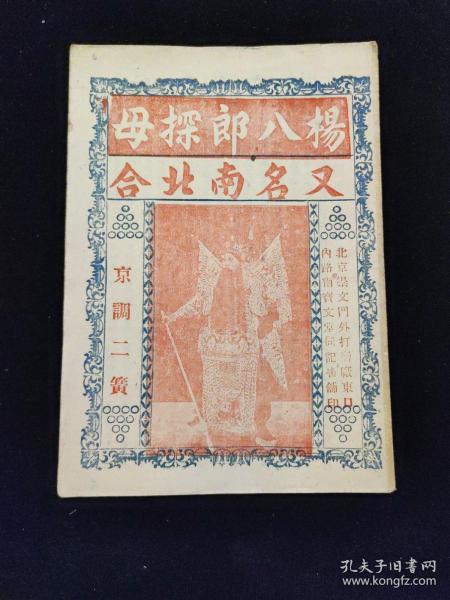 楊八郎探母
又名南北合
北京崇文門外打磨廠東口
內路南寶文堂同記書舖印
京調二簧
孔夫子旧书网
www.kongfz.com